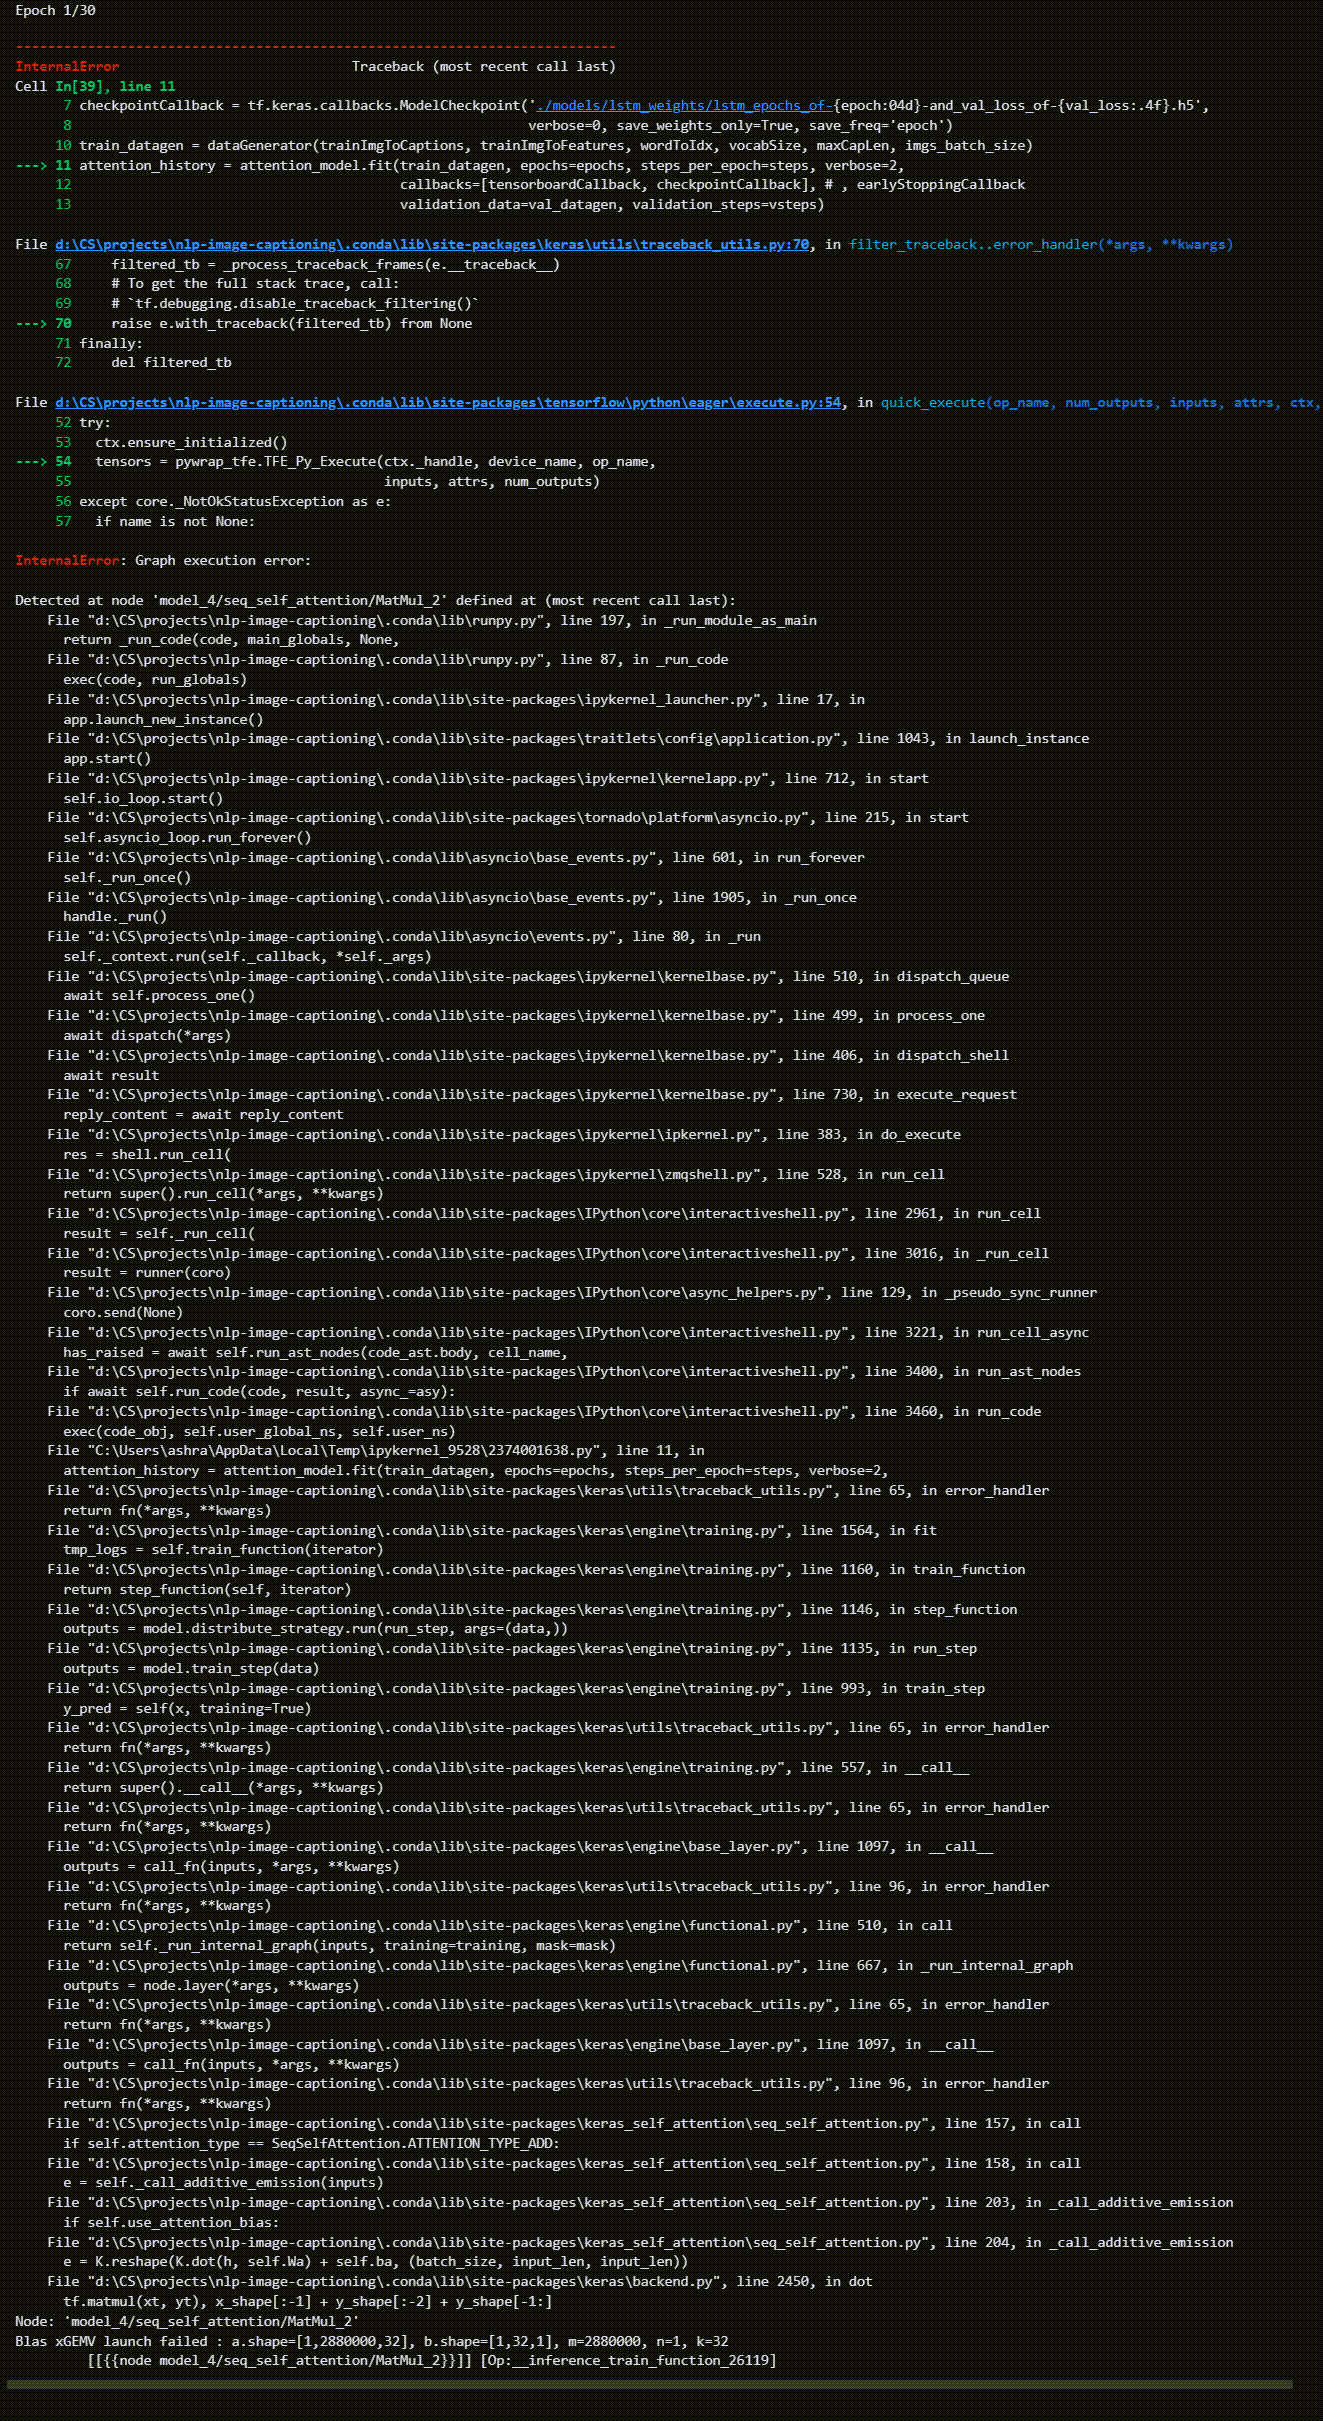 Epoch 1/30
---------------------------------------------------------------------------
InternalError                             Traceback (most recent call last)
Cell In[39], line 11
      7 checkpointCallback = tf.keras.callbacks.ModelCheckpoint('./models/lstm_weights/lstm_epochs_of-{epoch:04d}-and_val_loss_of-{val_loss:.4f}.h5',
      8                                                         verbose=0, save_weights_only=True, save_freq='epoch')
     10 train_datagen = dataGenerator(trainImgToCaptions, trainImgToFeatures, wordToIdx, vocabSize, maxCapLen, imgs_batch_size)
---> 11 attention_history = attention_model.fit(train_datagen, epochs=epochs, steps_per_epoch=steps, verbose=2,
     12                                         callbacks=[tensorboardCallback, checkpointCallback], # , earlyStoppingCallback
     13                                         validation_data=val_datagen, validation_steps=vsteps)
File d:\CS\projects\nlp-image-captioning\.conda\lib\site-packages\keras\utils\traceback_utils.py:70, in filter_traceback..error_handler(*args, **kwargs)
     67     filtered_tb = _process_traceback_frames(e.__traceback__)
     68     # To get the full stack trace, call:
     69     # `tf.debugging.disable_traceback_filtering()`
---> 70     raise e.with_traceback(filtered_tb) from None
     71 finally:
     72     del filtered_tb
File d:\CS\projects\nlp-image-captioning\.conda\lib\site-packages\tensorflow\python\eager\execute.py:54, in quick_execute(op_name, num_outputs, inputs, attrs, ctx,
     52 try:
     53   ctx.ensure_initialized()
---> 54   tensors = pywrap_tfe.TFE_Py_Execute(ctx._handle, device_name, op_name,
     55                                       inputs, attrs, num_outputs)
     56 except core._NotOkStatusException as e:
     57   if name is not None:
InternalError: Graph execution error:
Detected at node 'model_4/seq_self_attention/MatMul_2' defined at (most recent call last):
    File "d:\CS\projects\nlp-image-captioning\.conda\lib\runpy.py", line 197, in _run_module_as_main
      return _run_code(code, main_globals, None,
    File "d:\CS\projects\nlp-image-captioning\.conda\lib\runpy.py", line 87, in _run_code
      exec(code, run_globals)
    File "d:\CS\projects\nlp-image-captioning\.conda\lib\site-packages\ipykernel_launcher.py", line 17, in
      app.launch_new_instance()
    File "d:\CS\projects\nlp-image-captioning\.conda\lib\site-packages\traitlets\config\application.py", line 1043, in launch_instance
      app.start()
    File "d:\CS\projects\nlp-image-captioning\.conda\lib\site-packages\ipykernel\kernelapp.py", line 712, in start
      self.io_loop.start()
    File "d:\CS\projects\nlp-image-captioning\.conda\lib\site-packages\tornado\platform\asyncio.py", line 215, in start
      self.asyncio_loop.run_forever()
    File "d:\CS\projects\nlp-image-captioning\.conda\lib\asyncio\base_events.py", line 601, in run_forever
      self._run_once()
    File "d:\CS\projects\nlp-image-captioning\.conda\lib\asyncio\base_events.py", line 1905, in _run_once
      handle._run()
    File "d:\CS\projects\nlp-image-captioning\.conda\lib\asyncio\events.py", line 80, in _run
      self._context.run(self._callback, *self._args)
    File "d:\CS\projects\nlp-image-captioning\.conda\lib\site-packages\ipykernel\kernelbase.py", line 510, in dispatch_queue
      await self.process_one()
    File "d:\CS\projects\nlp-image-captioning\.conda\lib\site-packages\ipykernel\kernelbase.py", line 499, in process_one
      await dispatch(*args)
    File "d:\CS\projects\nlp-image-captioning\.conda\lib\site-packages\ipykernel\kernelbase.py", line 406, in dispatch_shell
      await result
    File "d:\CS\projects\nlp-image-captioning\.conda\lib\site-packages\ipykernel\kernelbase.py", line 730, in execute_request
      reply_content = await reply_content
    File "d:\CS\projects\nlp-image-captioning\.conda\lib\site-packages\ipykernel\ipkernel.py", line 383, in do_execute
      res = shell.run_cell(
    File "d:\CS\projects\nlp-image-captioning\.conda\lib\site-packages\ipykernel\zmqshell.py", line 528, in run_cell
      return super().run_cell(*args, **kwargs)
    File "d:\CS\projects\nlp-image-captioning\.conda\lib\site-packages\IPython\core\interactiveshell.py", line 2961, in run_cell
      result = self._run_cell(
    File "d:\CS\projects\nlp-image-captioning\.conda\lib\site-packages\IPython\core\interactiveshell.py", line 3016, in _run_cell
      result = runner(coro)
    File "d:\CS\projects\nlp-image-captioning\.conda\lib\site-packages\IPython\core\async_helpers.py", line 129, in _pseudo_sync_runner
      coro.send(None)
    File "d:\CS\projects\nlp-image-captioning\.conda\lib\site-packages\IPython\core\interactiveshell.py", line 3221, in run_cell_async
      has_raised = await self.run_ast_nodes(code_ast.body, cell_name,
    File "d:\CS\projects\nlp-image-captioning\.conda\lib\site-packages\IPython\core\interactiveshell.py", line 3400, in run_ast_nodes
      if await self.run_code(code, result, async_=asy):
    File "d:\CS\projects\nlp-image-captioning\.conda\lib\site-packages\IPython\core\interactiveshell.py", line 3460, in run_code
      exec(code_obj, self.user_global_ns, self.user_ns)
    File "C:\Users\ashra\AppData\Local\Temp\ipykernel_9528\2374001638.py", line 11, in
      attention_history = attention_model.fit(train_datagen, epochs=epochs, steps_per_epoch=steps, verbose=2,
    File "d:\CS\projects\nlp-image-captioning\.conda\lib\site-packages\keras\utils\traceback_utils.py", line 65, in error_handler
      return fn(*args, **kwargs)
    File "d:\CS\projects\nlp-image-captioning\.conda\lib\site-packages\keras\engine\training.py", line 1564, in fit
      tmp_logs = self.train_function(iterator)
    File "d:\CS\projects\nlp-image-captioning\.conda\lib\site-packages\keras\engine\training.py", line 1160, in train_function
      return step_function(self, iterator)
    File "d:\CS\projects\nlp-image-captioning\.conda\lib\site-packages\keras\engine\training.py", line 1146, in step_function
      outputs = model.distribute_strategy.run(run_step, args=(data,))
    File "d:\CS\projects\nlp-image-captioning\.conda\lib\site-packages\keras\engine\training.py", line 1135, in run_step
      outputs = model.train_step(data)
    File "d:\CS\projects\nlp-image-captioning\.conda\lib\site-packages\keras\engine\training.py", line 993, in train_step
      y_pred = self(x, training=True)
    File "d:\CS\projects\nlp-image-captioning\.conda\lib\site-packages\keras\utils\traceback_utils.py", line 65, in error_handler
      return fn(*args, **kwargs)
    File "d:\CS\projects\nlp-image-captioning\.conda\lib\site-packages\keras\engine\training.py", line 557, in __call__
      return super().__call__(*args, **kwargs)
    File "d:\CS\projects\nlp-image-captioning\.conda\lib\site-packages\keras\utils\traceback_utils.py", line 65, in error_handler
      return fn(*args, **kwargs)
    File "d:\CS\projects\nlp-image-captioning\.conda\lib\site-packages\keras\engine\base_layer.py", line 1097, in __call__
      outputs = call_fn(inputs, *args, **kwargs)
    File "d:\CS\projects\nlp-image-captioning\.conda\lib\site-packages\keras\utils\traceback_utils.py", line 96, in error_handler
      return fn(*args, **kwargs)
    File "d:\CS\projects\nlp-image-captioning\.conda\lib\site-packages\keras\engine\functional.py", line 510, in call
      return self._run_internal_graph(inputs, training=training, mask=mask)
    File "d:\CS\projects\nlp-image-captioning\.conda\lib\site-packages\keras\engine\functional.py", line 667, in _run_internal_graph
      outputs = node.layer(*args, **kwargs)
    File "d:\CS\projects\nlp-image-captioning\.conda\lib\site-packages\keras\utils\traceback_utils.py", line 65, in error_handler
      return fn(*args, **kwargs)
    File "d:\CS\projects\nlp-image-captioning\.conda\lib\site-packages\keras\engine\base_layer.py", line 1097, in __call__
      outputs = call_fn(inputs, *args, **kwargs)
    File "d:\CS\projects\nlp-image-captioning\.conda\lib\site-packages\keras\utils\traceback_utils.py", line 96, in error_handler
      return fn(*args, **kwargs)
    File "d:\CS\projects\nlp-image-captioning\.conda\lib\site-packages\keras_self_attention\seq_self_attention.py", line 157, in call
      if self.attention_type == SeqSelfAttention.ATTENTION_TYPE_ADD:
    File "d:\CS\projects\nlp-image-captioning\.conda\lib\site-packages\keras_self_attention\seq_self_attention.py", line 158, in call
      e = self._call_additive_emission(inputs)
    File "d:\CS\projects\nlp-image-captioning\.conda\lib\site-packages\keras_self_attention\seq_self_attention.py", line 203, in _call_additive_emission
      if self.use_attention_bias:
    File "d:\CS\projects\nlp-image-captioning\.conda\lib\site-packages\keras_self_attention\seq_self_attention.py", line 204, in _call_additive_emission
      e = K.reshape(K.dot(h, self.Wa) + self.ba, (batch_size, input_len, input_len))
    File "d:\CS\projects\nlp-image-captioning\.conda\lib\site-packages\keras\backend.py", line 2450, in dot
      tf.matmul(xt, yt), x_shape[:-1] + y_shape[:-2] + y_shape[-1:]
Node: 'model_4/seq_self_attention/MatMul_2'
Blas xGEMV launch failed : a.shape=[1,2880000,32], b.shape=[1,32,1], m=2880000, n=1, k=32
         [[{{node model_4/seq_self_attention/MatMul_2}}]] [Op:__inference_train_function_26119]